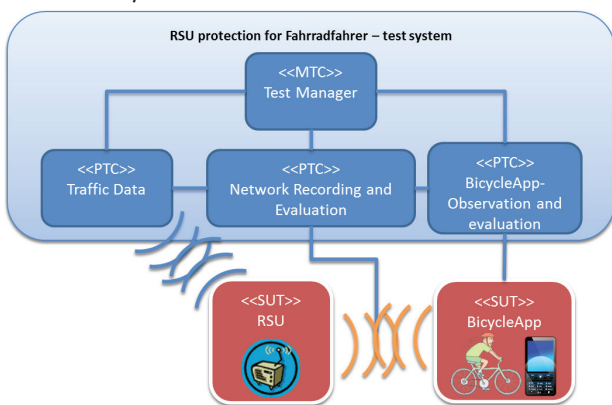 RSU protection for Fahrradfahrer – test system
<<MTC>>
Test Manager
<<PTC>>
Traffic Data
<<PTC>>
Network Recording and
Evaluation
<<PTC>>
BicycleApp-
Observation and
evaluation
<<SUT>>
RSU
<<SUT>>
BicycleApp